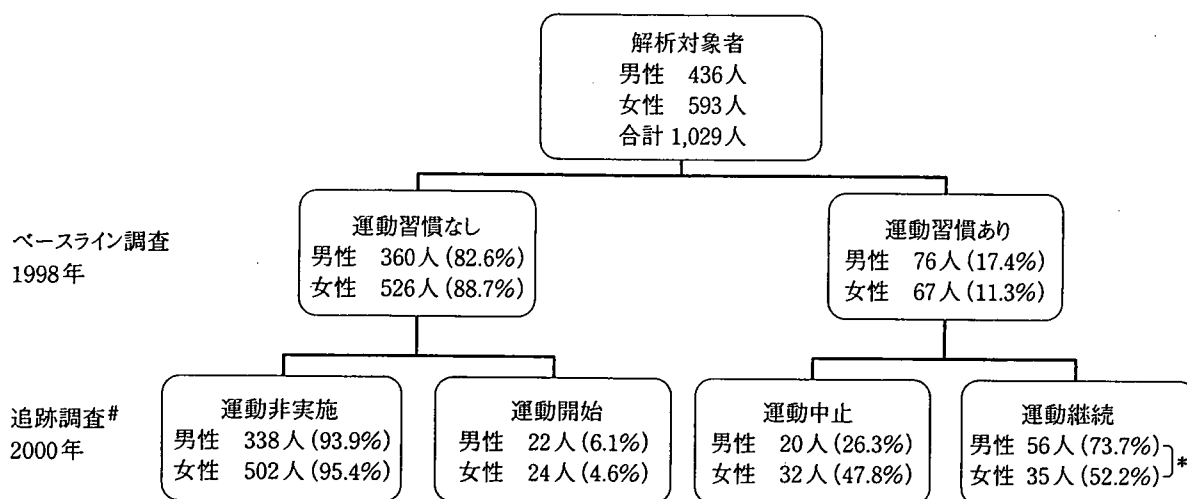 解析対象者
男性 436人
女性 593人
合計 1,029人
ベースライン調査
1998年
運動習慣なし
男性 360人(82.6%)
女性 526人(88.7%)
運動習慣あり
男性 76人(17.4%)
女性 67人(11.3%)
追跡調査#
2000年
運動非実施
男性 338人(93.9%)
女性 502人(95.4%)
運動開始
男性 22人(6.1%)
女性 24人(4.6%)
運動中止
男性 20人(26.3%)
女性 32人(47.8%)
運動継続
男性 56人(73.7%)
女性 35人(52.2%)
*